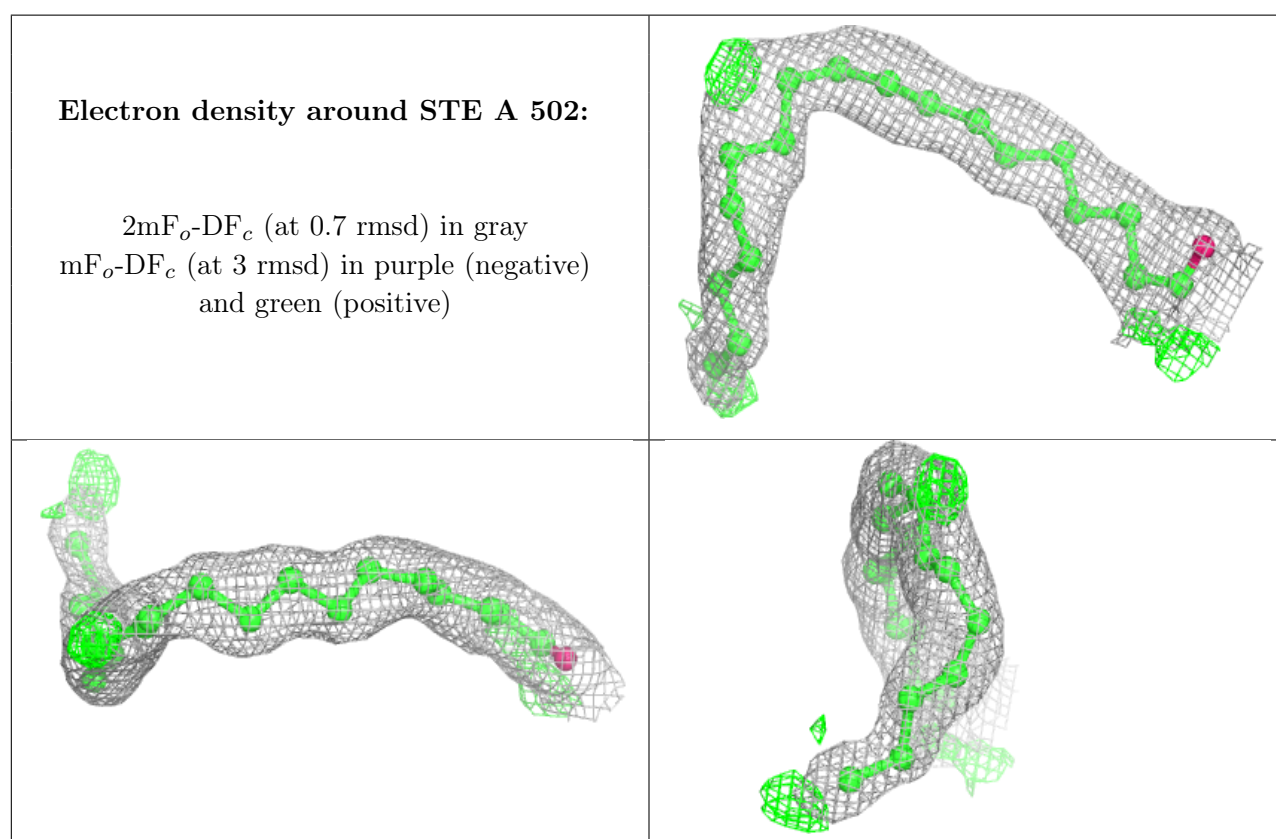 Electron density around STE A 502:
2mFo-DFc (at 0.7 rmsd) in gray
mFo-DFc (at 3 rmsd) in purple (negative)
and green (positive)